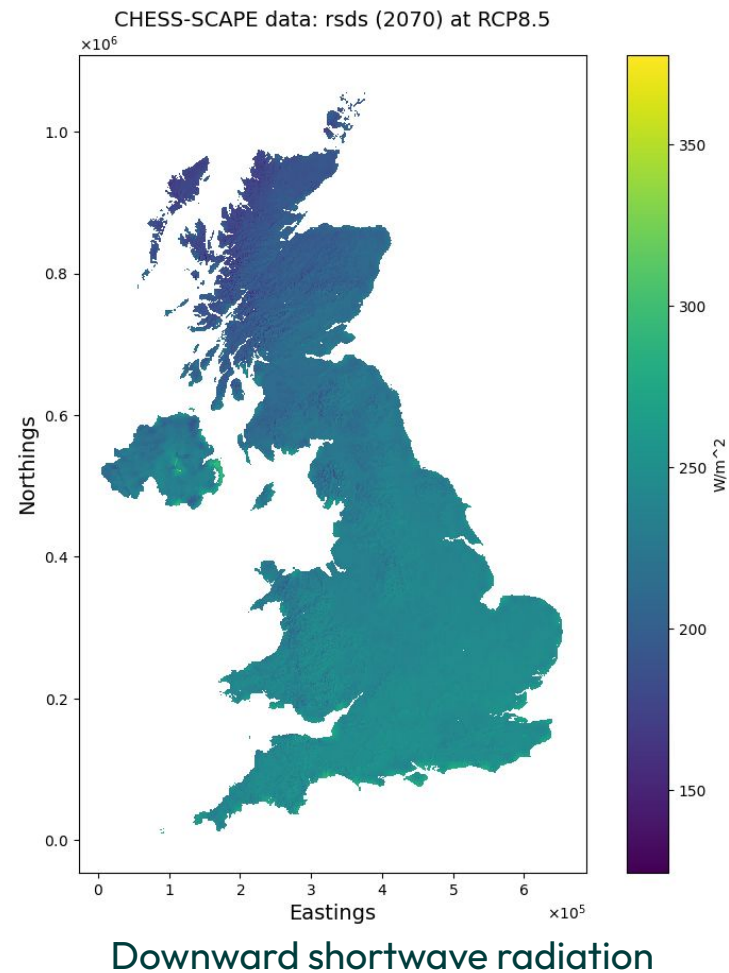 CHESS-SCAPE data: rsds (2070) at RCP8.5
×10⁶
1.0
0.8
0.6
0.4
0.2
0.0
Northings
0 1 2 3 4 5 6
×10⁵
Eastings
350
300
250
200
150
W/m^2
Downward shortwave radiation